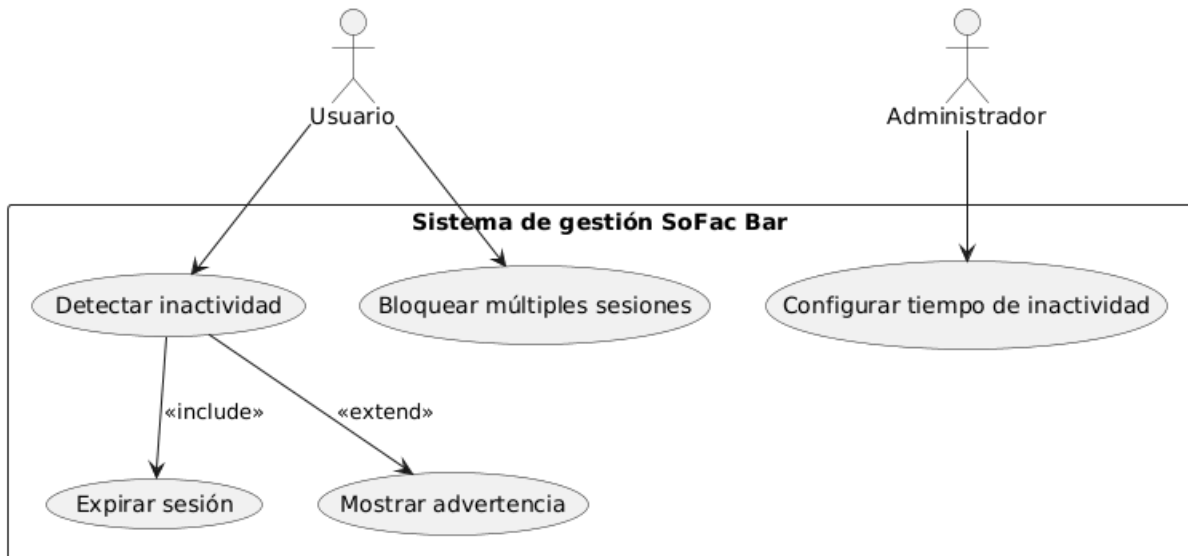 Usuario
Administrador
Sistema de gestión SoFac Bar
Detectar inactividad
Bloquear múltiples sesiones
Configurar tiempo de inactividad
«include»
«extend»
Expirar sesión
Mostrar advertencia